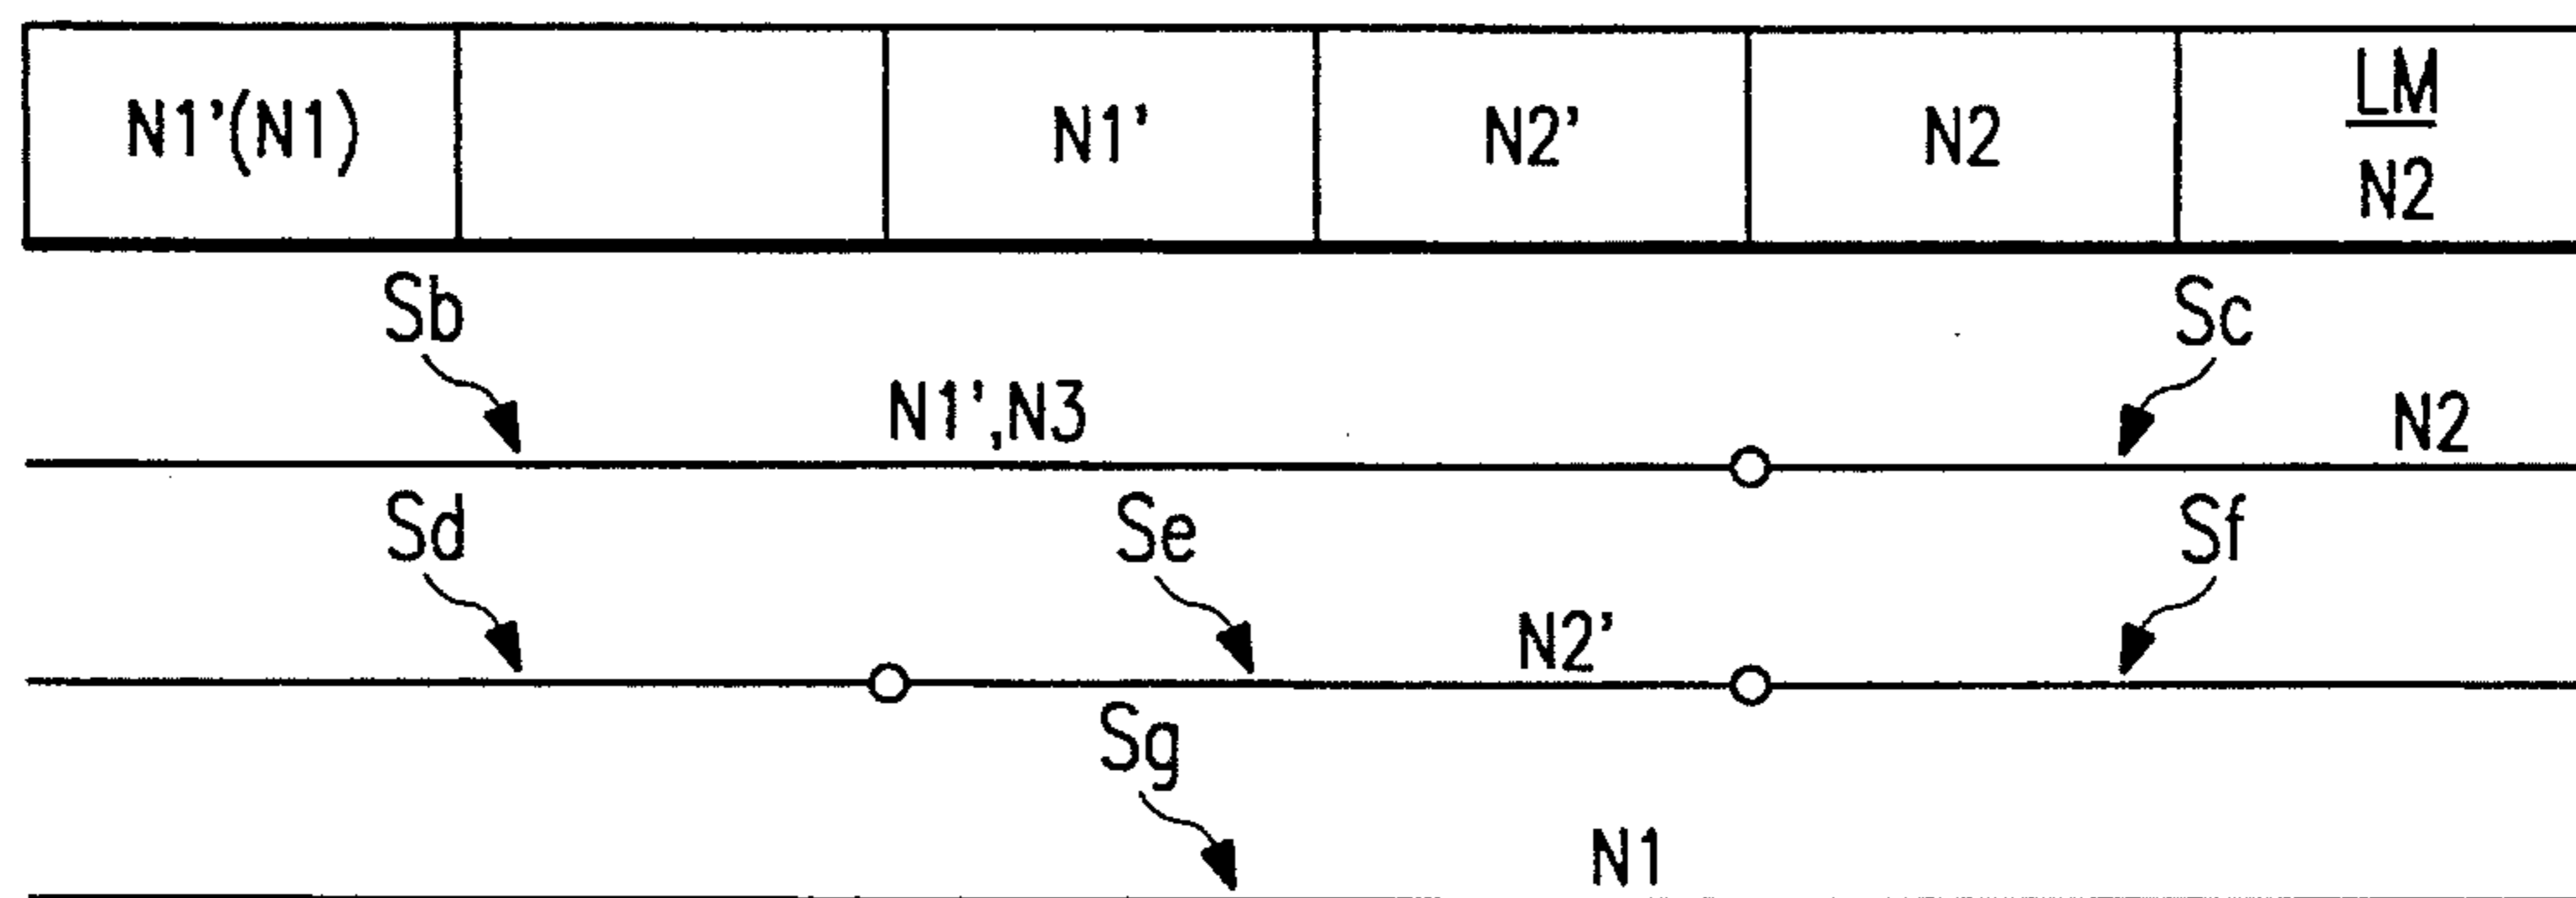 N1'(N1) N1' N2' N2 LM
N2
Sb Sc
N1',N3 N2
Sd Se Sf
N2'
Sg
N1